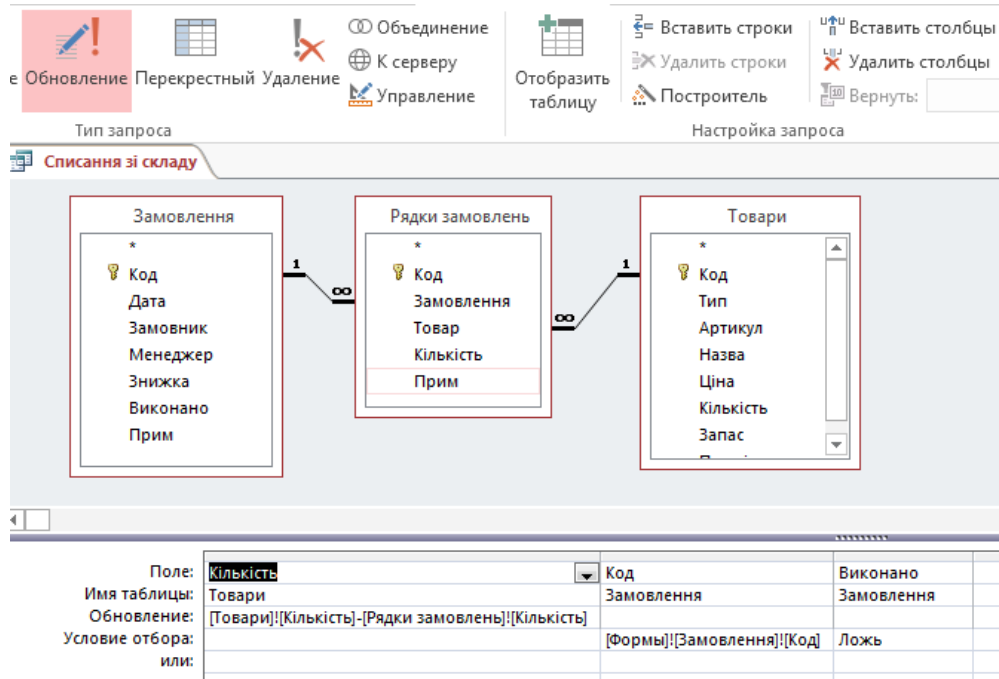 Объединение
Вставить строки
Вставить столбцы
е Обновление Перекрестный Удаление
К серверу
Отобразить таблицу
Удалить строки
Удалить столбцы
Управление
Построитель
Вернуть:
Тип запроса
Настройка запроса
Списання зі складу
Замовлення
*
Код
Дата
Замовник
Менеджер
Знижка
Виконано
Прим
1
∞
Рядки замовлень
*
Код
Замовлення
Товар
Кількість
Прим
1
∞
Товари
*
Код
Тип
Артикул
Назва
Ціна
Кількість
Запас
Поле: Кількість Код Виконано
Имя таблицы: Товари Замовлення Замовлення
Обновление: [Товари]![Кількість]-[Рядки замовлень]![Кількість]
Условие отбора: [Формы]![Замовлення]![Код] Ложь
или: